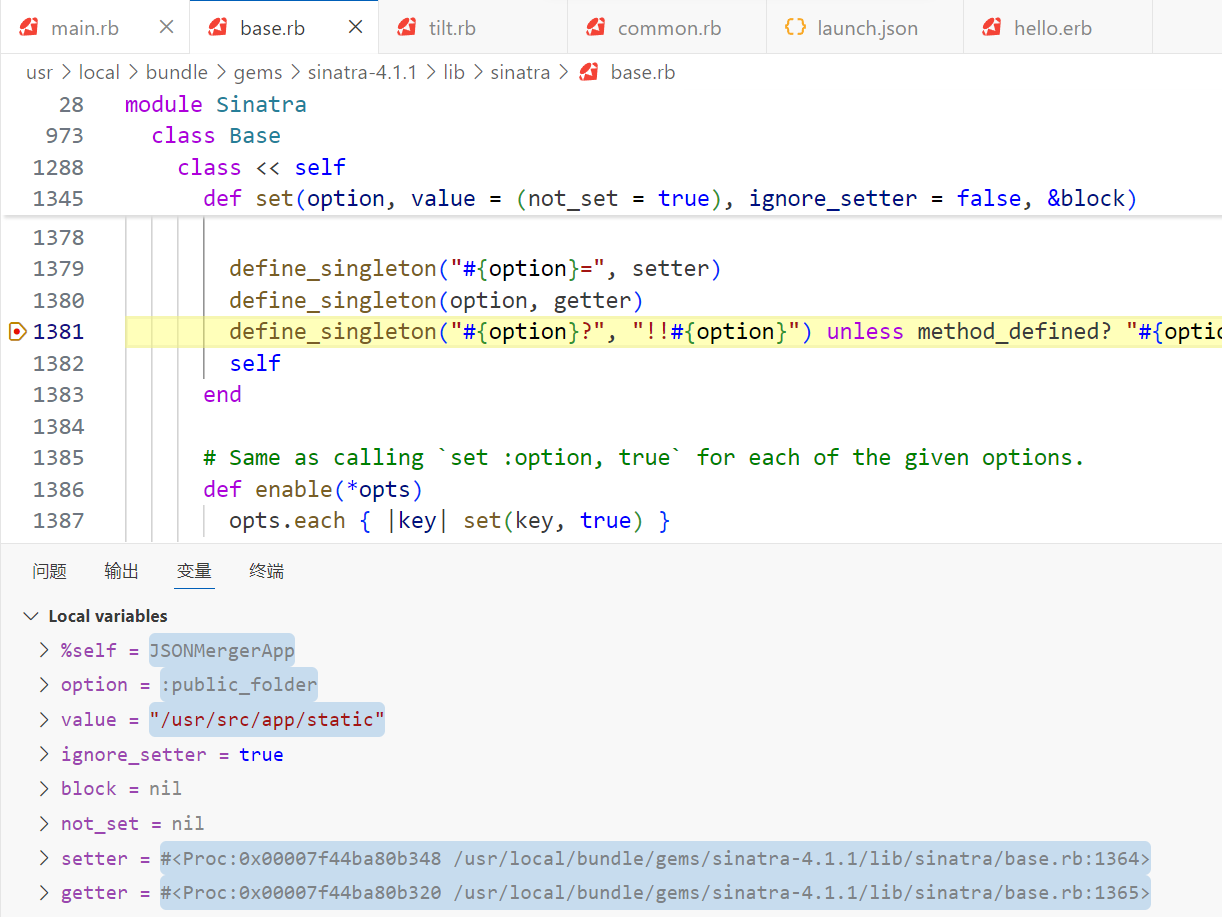 main.rb base.rb tilt.rb common.rb launch.json hello.erb
usr > local > bundle > gems > sinatra-4.1.1 > lib > sinatra > base.rb
28 module Sinatra
973 class Base
1288 class << self
1345 def set(option, value = (not_set = true), ignore_setter = false, &block)
1378
1379 define_singleton("#{option}=", setter)
1380 define_singleton(option, getter)
1381 define_singleton("#{option}?", "!!#{option}") unless method_defined? "#{optio
1382 self
1383 end
1384
1385 # Same as calling `set :option, true` for each of the given options.
1386 def enable(*opts)
1387 opts.each { |key| set(key, true) }
问题 输出 变量 终端
Local variables
%self = JSONMergerApp
option = :public_folder
value = "/usr/src/app/static"
ignore_setter = true
block = nil
not_set = nil
setter = #<Proc:0x00007f44ba80b348 /usr/local/bundle/gems/sinatra-4.1.1/lib/sinatra/base.rb:1364>
getter = #<Proc:0x00007f44ba80b320 /usr/local/bundle/gems/sinatra-4.1.1/lib/sinatra/base.rb:1365>